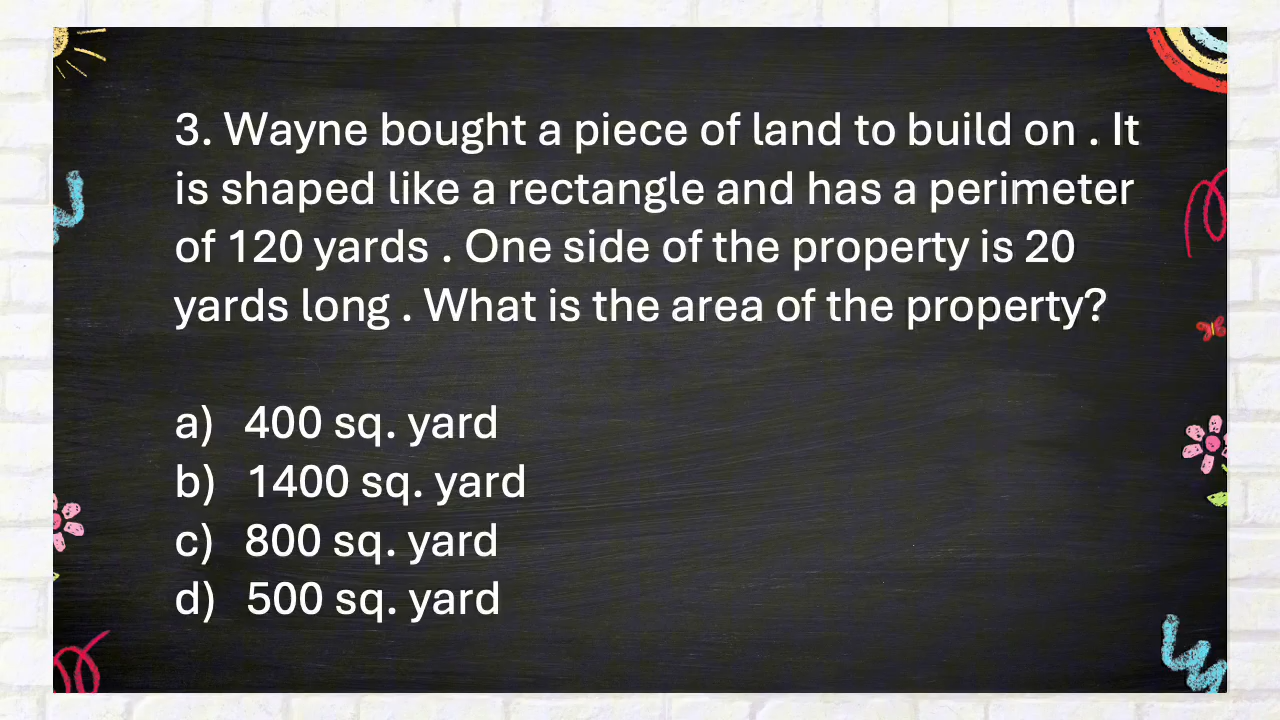 3. Wayne bought a piece of land to build on . It
is shaped like a rectangle and has a perimeter
of 120 yards . One side of the property is 20
yards long . What is the area of the property?
a) 400 sq. yard
b) 1400 sq. yard
c) 800 sq. yard
d) 500 sq. yard